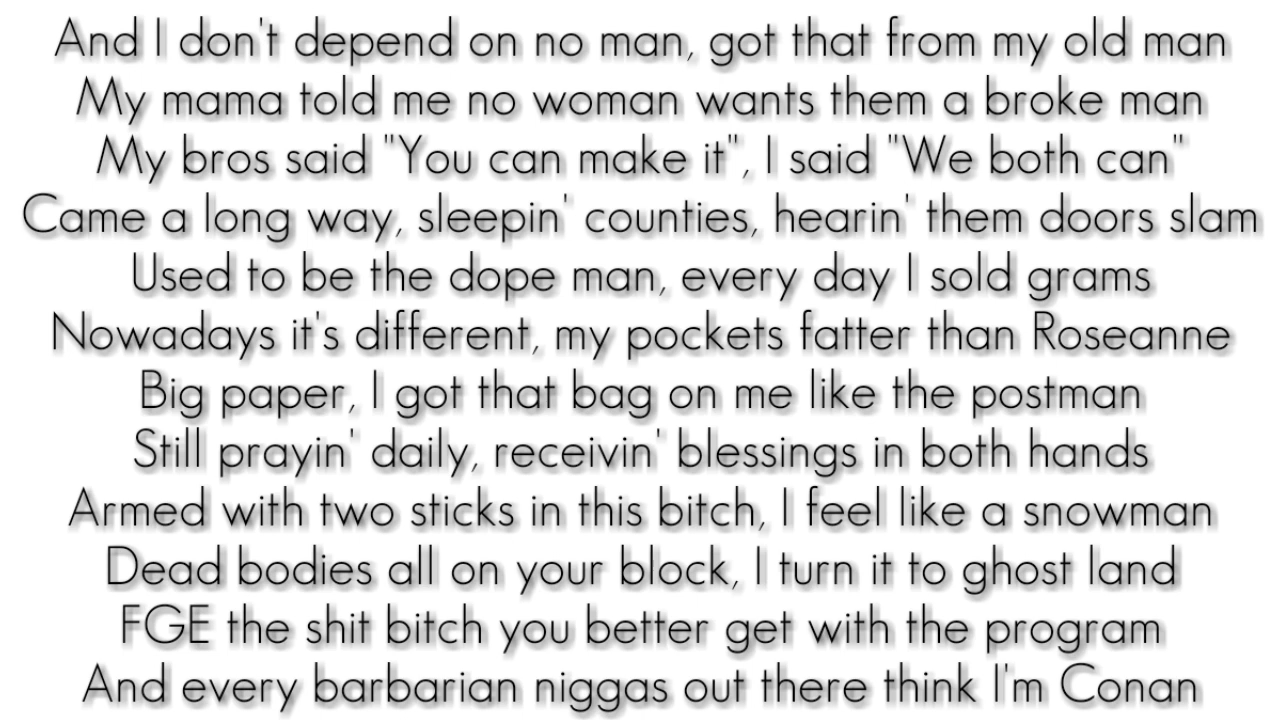 And I don't depend on no man, got that from my old man
My mama told me no woman wants them a broke man
My bros said "You can make it", I said "We both can"
Came a long way, sleepin' counties, hearin' them doors slam
Used to be the dope man, every day I sold grams
Nowadays it's different, my pockets fatter than Roseanne
Big paper, I got that bag on me like the postman
Still prayin' daily, receivin' blessings in both hands
Armed with two sticks in this bitch, I feel like a snowman
Dead bodies all on your block, I turn it to ghost land
FGE the shit bitch you better get with the program
And every barbarian niggas out there think I'm Conan